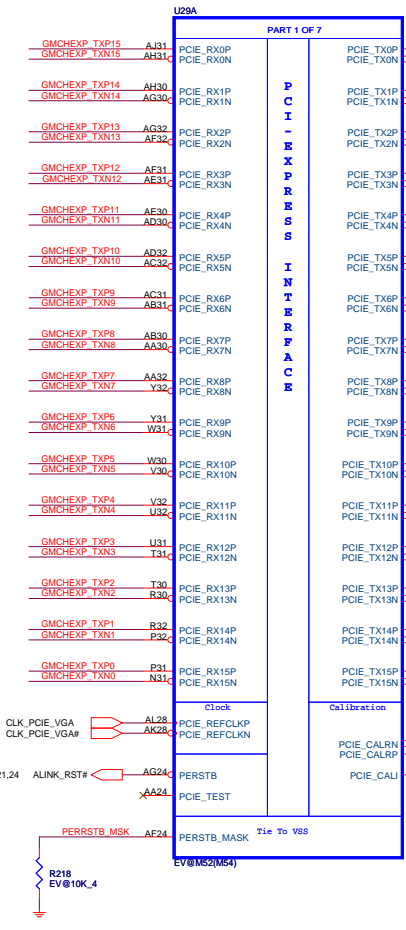 U29A
PART 1 OF 7
PCI-EXPRESS INTERFACE
GMCHEXP_TXP15 AJ31 PCIE_RX0P PCIE_TX0P
GMCHEXP_TXN15 AH31 PCIE_RX0N PCIE_TX0N
GMCHEXP_TXP14 AH30 PCIE_RX1P PCIE_TX1P
GMCHEXP_TXN14 AG30 PCIE_RX1N PCIE_TX1N
GMCHEXP_TXP13 AG32 PCIE_RX2P PCIE_TX2P
GMCHEXP_TXN13 AF32 PCIE_RX2N PCIE_TX2N
GMCHEXP_TXP12 AF31 PCIE_RX3P PCIE_TX3P
GMCHEXP_TXN12 AE31 PCIE_RX3N PCIE_TX3N
GMCHEXP_TXP11 AE30 PCIE_RX4P PCIE_TX4P
GMCHEXP_TXN11 AD30 PCIE_RX4N PCIE_TX4N
GMCHEXP_TXP10 AD32 PCIE_RX5P PCIE_TX5P
GMCHEXP_TXN10 AC32 PCIE_RX5N PCIE_TX5N
GMCHEXP_TXP9 AC31 PCIE_RX6P PCIE_TX6P
GMCHEXP_TXN9 AB31 PCIE_RX6N PCIE_TX6N
GMCHEXP_TXP8 AB30 PCIE_RX7P PCIE_TX7P
GMCHEXP_TXN8 AA30 PCIE_RX7N PCIE_TX7N
GMCHEXP_TXP7 AA32 PCIE_RX8P PCIE_TX8P
GMCHEXP_TXN7 Y32 PCIE_RX8N PCIE_TX8N
GMCHEXP_TXP6 Y31 PCIE_RX9P PCIE_TX9P
GMCHEXP_TXN6 W31 PCIE_RX9N PCIE_TX9N
GMCHEXP_TXP5 W30 PCIE_RX10P PCIE_TX10P
GMCHEXP_TXN5 V30 PCIE_RX10N PCIE_TX10N
GMCHEXP_TXP4 V32 PCIE_RX11P PCIE_TX11P
GMCHEXP_TXN4 U32 PCIE_RX11N PCIE_TX11N
GMCHEXP_TXP3 U31 PCIE_RX12P PCIE_TX12P
GMCHEXP_TXN3 T31 PCIE_RX12N PCIE_TX12N
GMCHEXP_TXP2 T30 PCIE_RX13P PCIE_TX13P
GMCHEXP_TXN2 R30 PCIE_RX13N PCIE_TX13N
GMCHEXP_TXP1 R32 PCIE_RX14P PCIE_TX14P
GMCHEXP_TXN1 P32 PCIE_RX14N PCIE_TX14N
GMCHEXP_TXP0 P31 PCIE_RX15P PCIE_TX15P
GMCHEXP_TXN0 N31 PCIE_RX15N PCIE_TX15N
Clock Calibration
CLK_PCIE_VGA AL28 PCIE_REFCLKP
CLK_PCIE_VGA# AK28 PCIE_REFCLKN
PCIE_CALRN
PCIE_CALRP
21,24 ALINK_RST# AG24 PERSTB PCIE_CALI
AA24 PCIE_TEST
Tie To VSS
PERRSTB_MSK AF24 PERSTB_MASK
EV@M52(M54)
R218
EV@10K_4